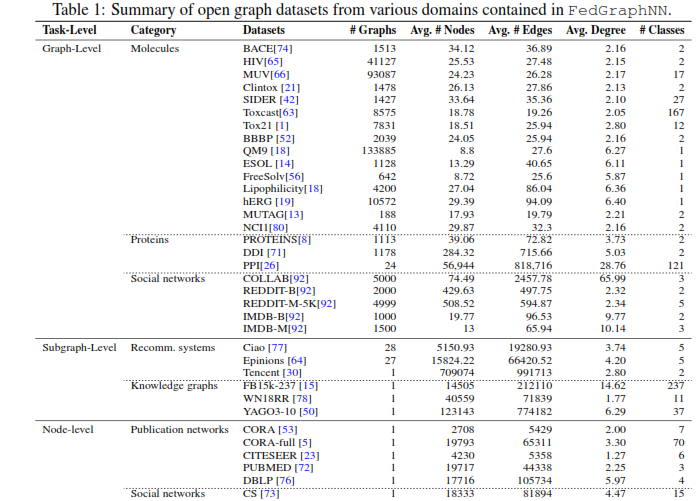 Table 1: Summary of open graph datasets from various domains contained in FedGraphNN.
Task-Level Category Datasets # Graphs Avg. # Nodes Avg. # Edges Avg. Degree # Classes
Graph-Level Molecules BACE[74] 1513 34.12 36.89 2.16 2
HIV[65] 41127 25.53 27.48 2.15 2
MUV[66] 93087 24.23 26.28 2.17 17
Clintox [21] 1478 26.13 27.86 2.13 2
SIDER [42] 1427 33.64 35.36 2.10 27
Toxcast[63] 8575 18.78 19.26 2.05 167
Tox21 [1] 7831 18.51 25.94 2.80 12
BBBP [52] 2039 24.05 25.94 2.16 2
QM9 [18] 133885 8.8 27.6 6.27 1
ESOL [14] 1128 13.29 40.65 6.11 1
FreeSolv[56] 642 8.72 25.6 5.87 1
Lipophilicity[18] 4200 27.04 86.04 6.36 1
hERG [19] 10572 29.39 94.09 6.40 1
MUTAG[13] 188 17.93 19.79 2.21 2
NCI1[80] 4110 29.87 32.3 2.16 2
Proteins PROTEINS[8] 1113 39.06 72.82 3.73 2
DDI [71] 1178 284.32 715.66 5.03 2
PPI[26] 24 56,944 818,716 28.76 121
Social networks COLLAB[92] 5000 74.49 2457.78 65.99 3
REDDIT-B[92] 2000 429.63 497.75 2.32 2
REDDIT-M-5K[92] 4999 508.52 594.87 2.34 5
IMDB-B[92] 1000 19.77 96.53 9.77 2
IMDB-M[92] 1500 13 65.94 10.14 3
Subgraph-Level Recomm. systems Ciao [77] 28 5150.93 19280.93 3.74 5
Epinions [64] 27 15824.22 66420.52 4.20 5
Tencent [30] 1 709074 991713 2.80 2
Knowledge graphs FB15k-237 [15] 1 14505 212110 14.62 237
WN18RR [78] 1 40559 71839 1.77 11
YAGO3-10 [50] 1 123143 774182 6.29 37
Node-level Publication networks CORA [53] 1 2708 5429 2.00 7
CORA-full [5] 1 19793 65311 3.30 70
CITESEER [23] 1 4230 5358 1.27 6
PUBMED [72] 1 19717 44338 2.25 3
DBLP [76] 1 17716 105734 5.97 4
Social networks CS [73] 1 18333 81894 4.47 15